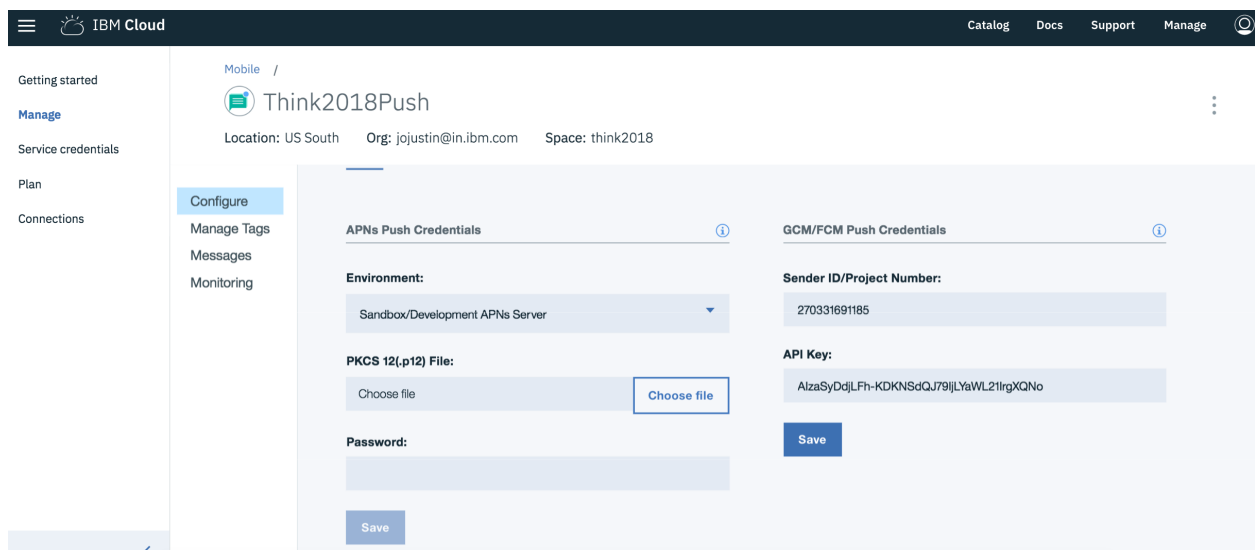 IBM Cloud
Catalog Docs Support Manage
Getting started
Manage
Service credentials
Plan
Connections
Mobile /
Think2018Push
Location: US South Org: jojustin@in.ibm.com Space: think2018
Configure
Manage Tags
Messages
Monitoring
APNs Push Credentials
Environment:
Sandbox/Development APNs Server
PKCS 12(.p12) File:
Choose file Choose file
Password:
Save
GCM/FCM Push Credentials
Sender ID/Project Number:
270331691185
API Key:
AIzaSyDdjLFh-KDKNSdQJ79IjLYaWL21IrgXQNo
Save